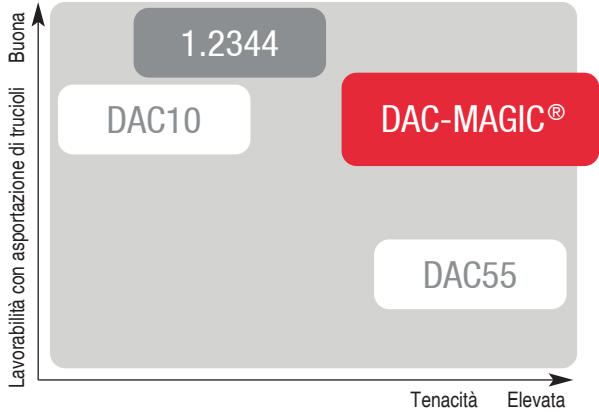 Lavorabilità con asportazione di trucioli Buona
1.2344
DAC10
DAC-MAGIC®
DAC55
Tenacità Elevata